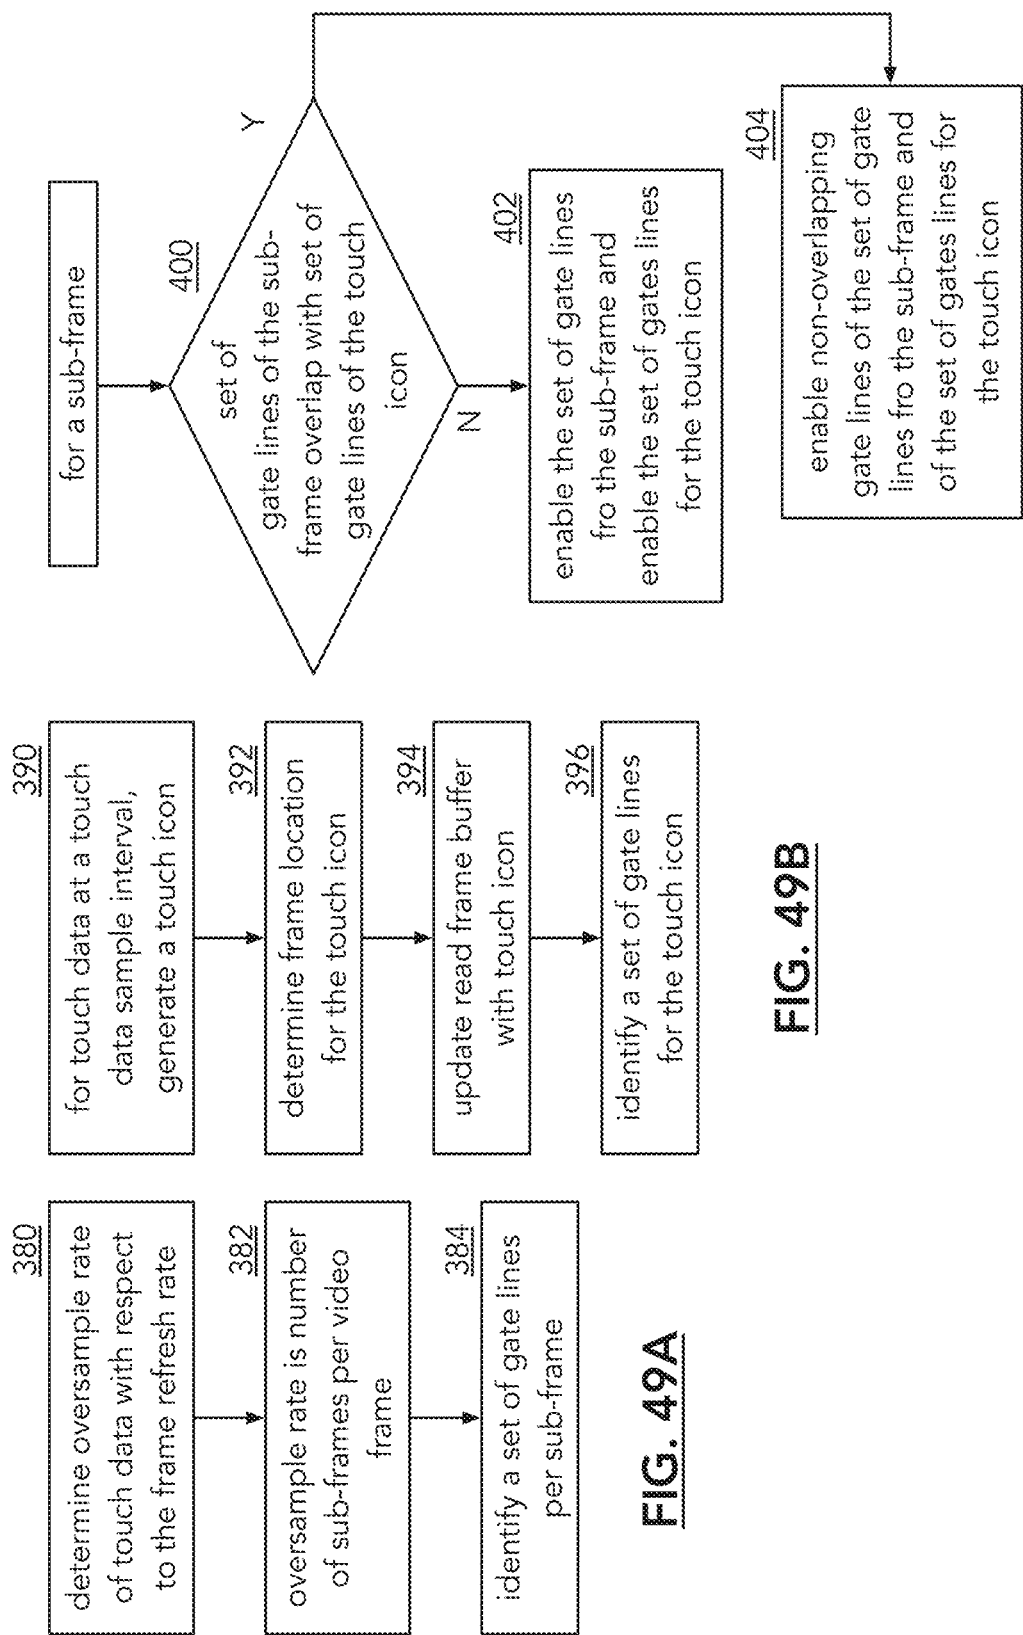 380
determine oversample rate
of touch data with respect
to the frame refresh rate
382
oversample rate is number
of sub-frames per video
frame
384
identify a set of gate lines
per sub-frame
FIG. 49A
390
for touch data at a touch
data sample interval,
generate a touch icon
392
determine frame location
for the touch icon
394
update read frame buffer
with touch icon
396
identify a set of gate lines
for the touch icon
FIG. 49B
for a sub-frame
400
set of
gate lines of the sub-
frame overlap with set of
gate lines of the touch
icon
Y
N
402
enable the set of gate lines
fro the sub-frame and
enable the set of gates lines
for the touch icon
404
enable non-overlapping
gate lines of the set of gate
lines fro the sub-frame and
of the set of gates lines for
the touch icon